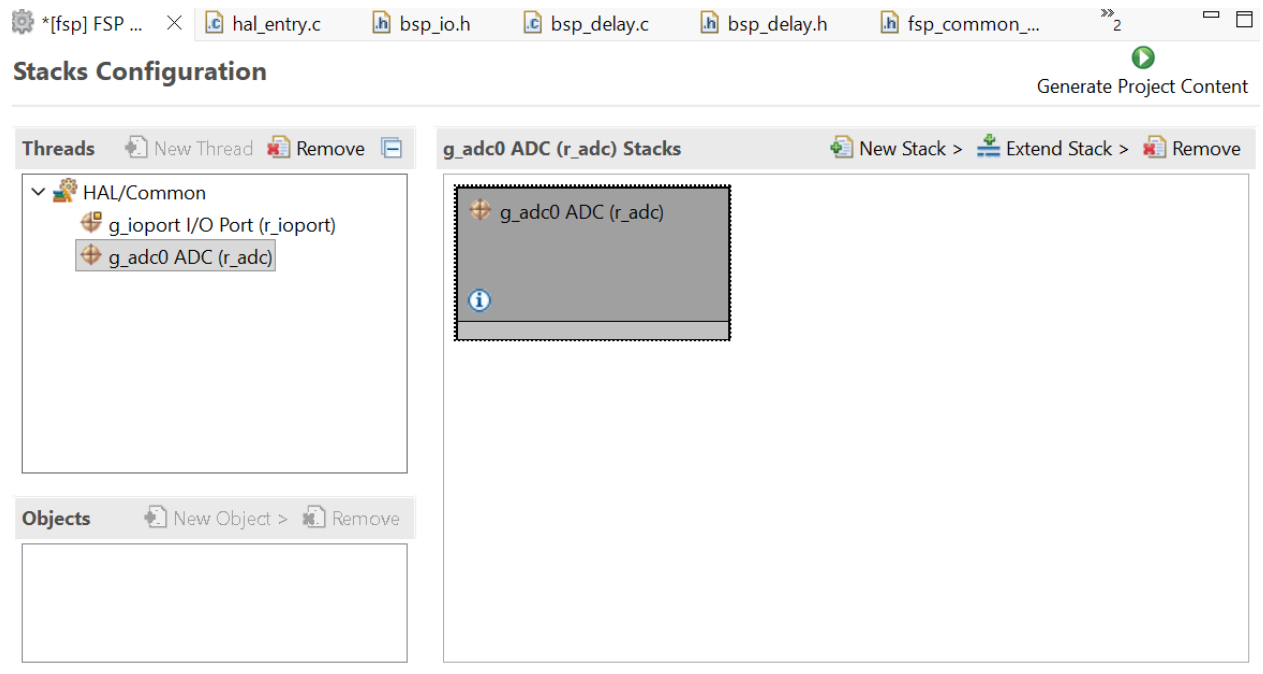 *[fsp] FSP ... hal_entry.c bsp_io.h bsp_delay.c bsp_delay.h fsp_common_... »2
Stacks Configuration
Generate Project Content
Threads New Thread Remove
HAL/Common
g_ioport I/O Port (r_ioport)
g_adc0 ADC (r_adc)
g_adc0 ADC (r_adc) Stacks New Stack > Extend Stack > Remove
g_adc0 ADC (r_adc)
Objects New Object > Remove